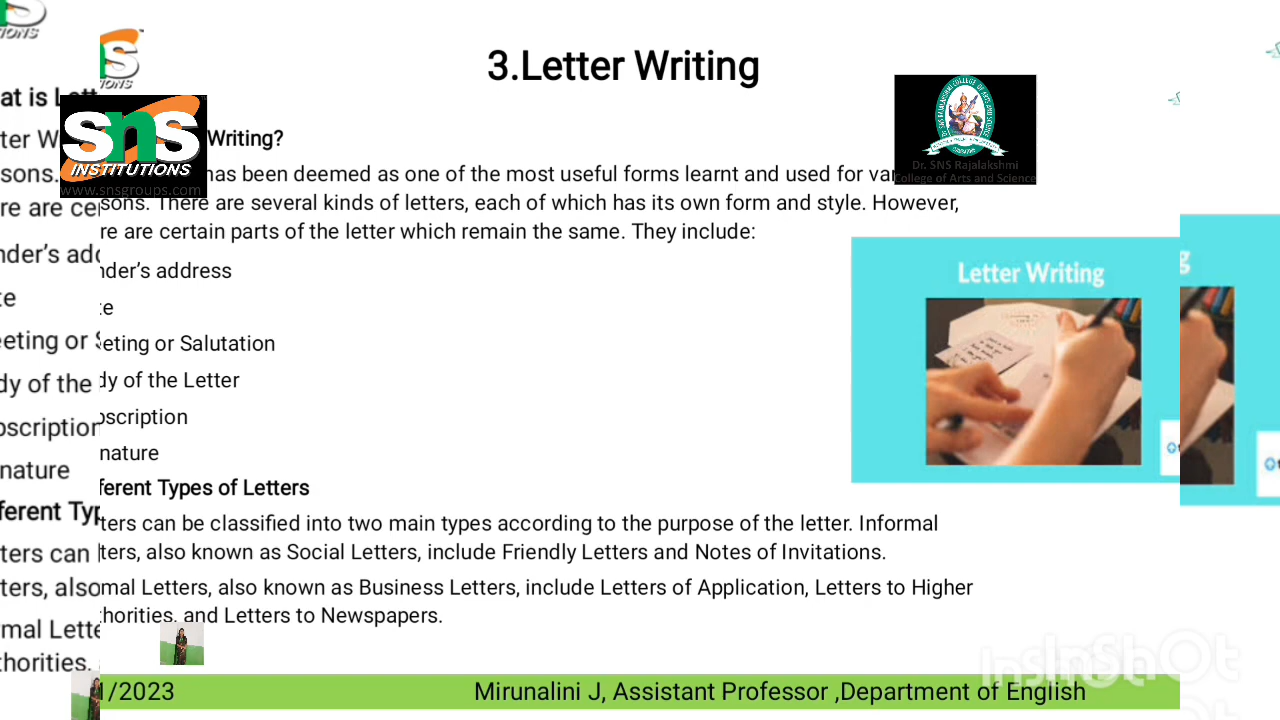 3.Letter Writing
Writing?
has been deemed as one of the most useful forms learnt and used for
sons. There are several kinds of letters, each of which has its own form and style. However,
re are certain parts of the letter which remain the same. They include:
nder's address
te
eting or Salutation
dy of the Letter
bscription
nature
ferent Types of Letters
ters can be classified into two main types according to the purpose of the letter. Informal
ters, also known as Social Letters, include Friendly Letters and Notes of Invitations.
mal Letters, also known as Business Letters, include Letters of Application, Letters to Higher
thorities, and Letters to Newspapers.
/2023
Mirunalini J, Assistant Professor ,Department of English
sns
INSTITUTIONS
www.snsgroups.com
Dr. SNS Rajalakshmi
College of Arts and Science
Letter Writing
InShOt